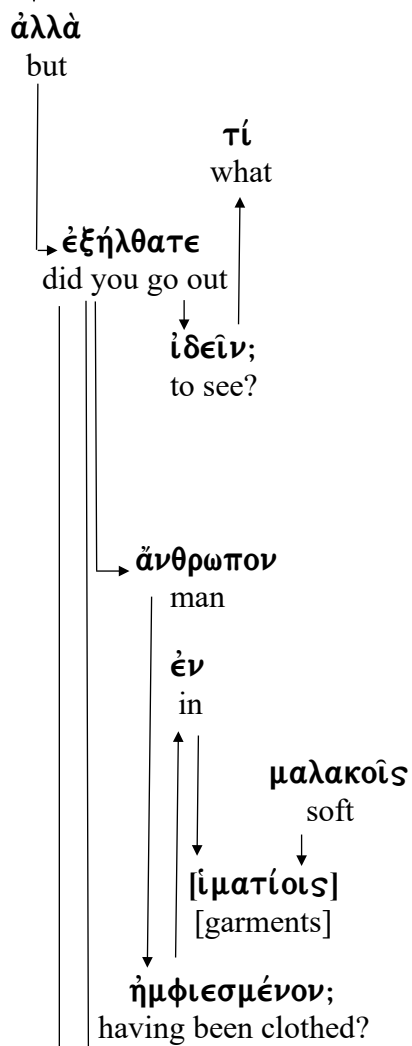 ἀλλὰ
but
τί
what
ἐξήλθατε
did you go out
ἰδεῖν;
to see?
ἄνθρωπον
man
ἐν
in
μαλακοῖς
soft
[ἱματίοις]
[garments]
ἠμφιεσμένον;
having been clothed?